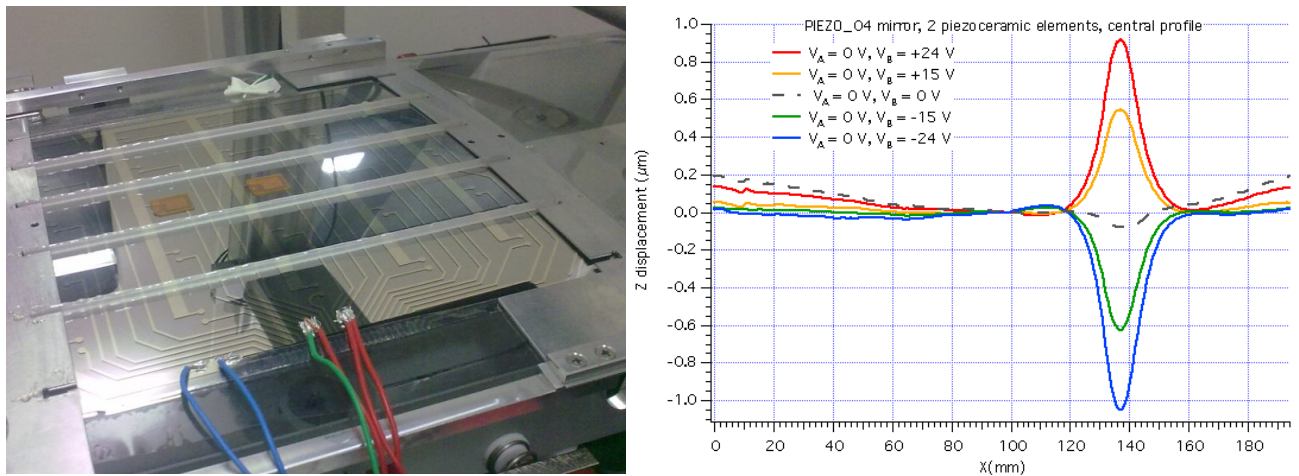 PIEZO_04 mirror, 2 piezoceramic elements, central profile
V_A = 0 V, V_B = +24 V
V_A = 0 V, V_B = +15 V
V_A = 0 V, V_B = 0 V
V_A = 0 V, V_B = -15 V
V_A = 0 V, V_B = -24 V
1.0
0.8
0.6
0.4
0.2
0.0
-0.2
-0.4
-0.6
-0.8
-1.0
Z displacement (μm)
0 20 40 60 80 100 120 140 160 180
X(mm)